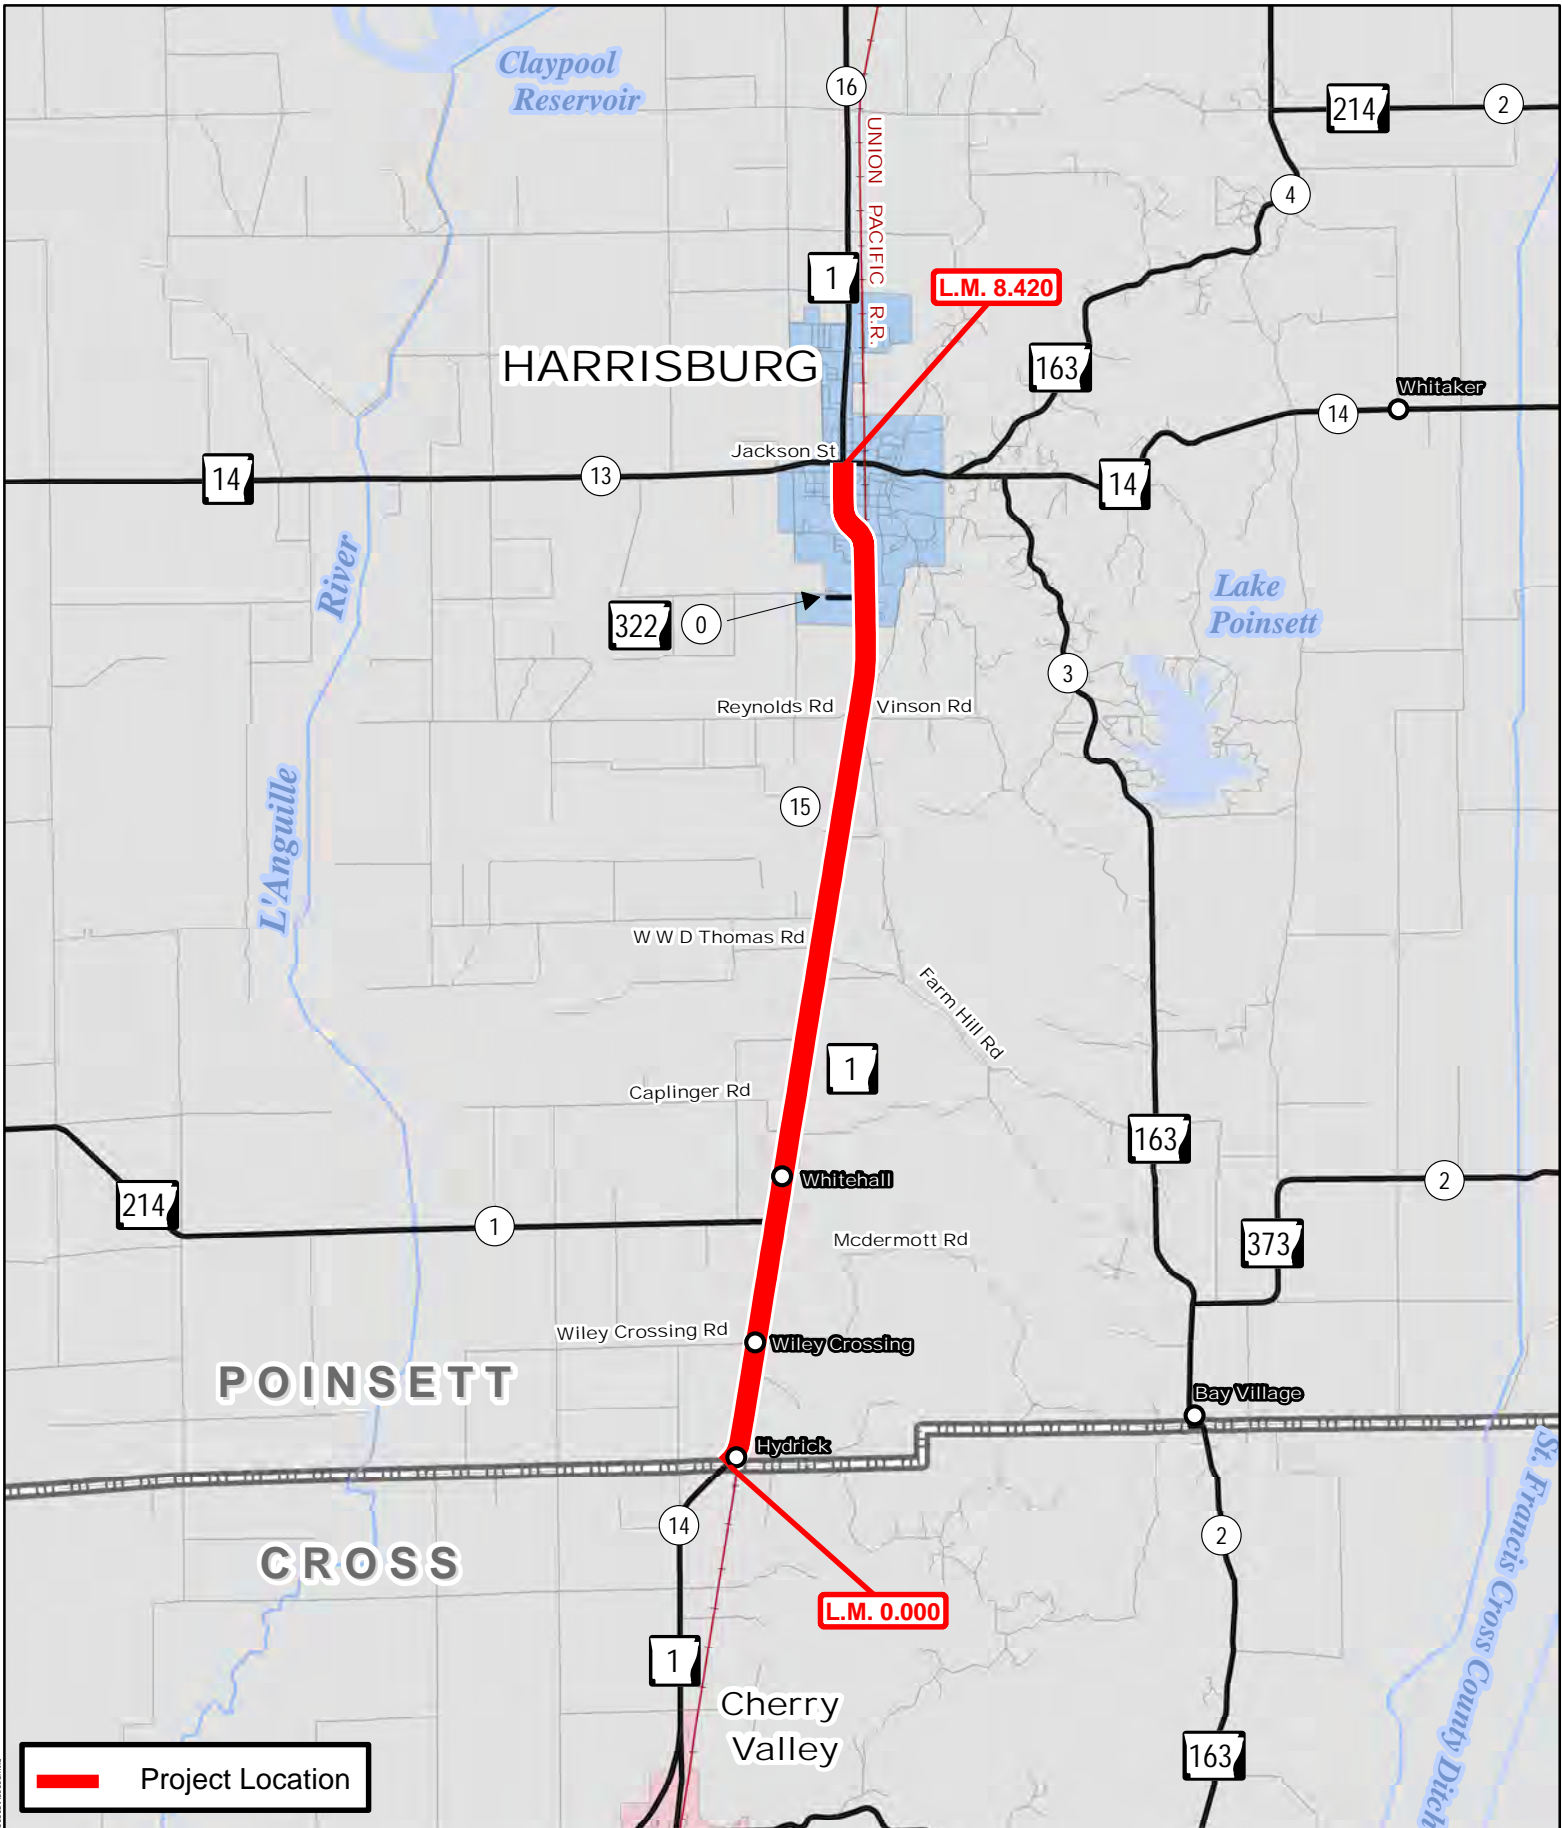 Claypool
Reservoir
16
214
2
UNION PACIFIC R.R.
4
1
L.M. 8.420
HARRISBURG
163
Whitaker
14
Jackson St
14
13
14
River
Lake
Poinsett
322
0
3
Reynolds Rd
Vinson Rd
15
L'Anguille
W W D Thomas Rd
Farm Hill Rd
1
Caplinger Rd
163
Whitehall
2
214
1
Mcdermott Rd
373
Wiley Crossing Rd
Wiley Crossing
POINSETT
Bay Village
Hydrick
14
2
CROSS
L.M. 0.000
St. Francis Cross County Ditch
1
Cherry
Valley
163
Project Location